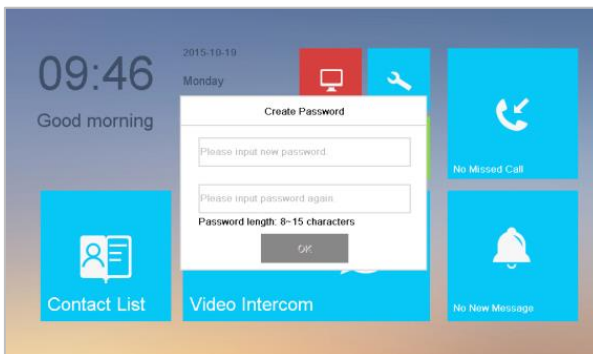 09:46
2015-10-19
Monday
Good morning
Create Password
Please input new password.
Please input password again.
Password length: 8~15 characters
OK
No Missed Call
Contact List
Video Intercom
No New Message